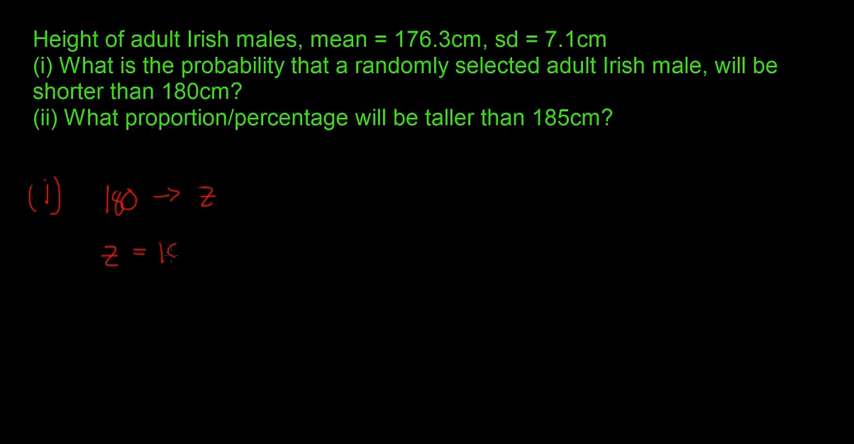 Height of adult Irish males, mean = 176.3cm, sd = 7.1cm
(i) What is the probability that a randomly selected adult Irish male, will be
shorter than 180cm?
(ii) What proportion/percentage will be taller than 185cm?
(i) 180 → z
z = 1